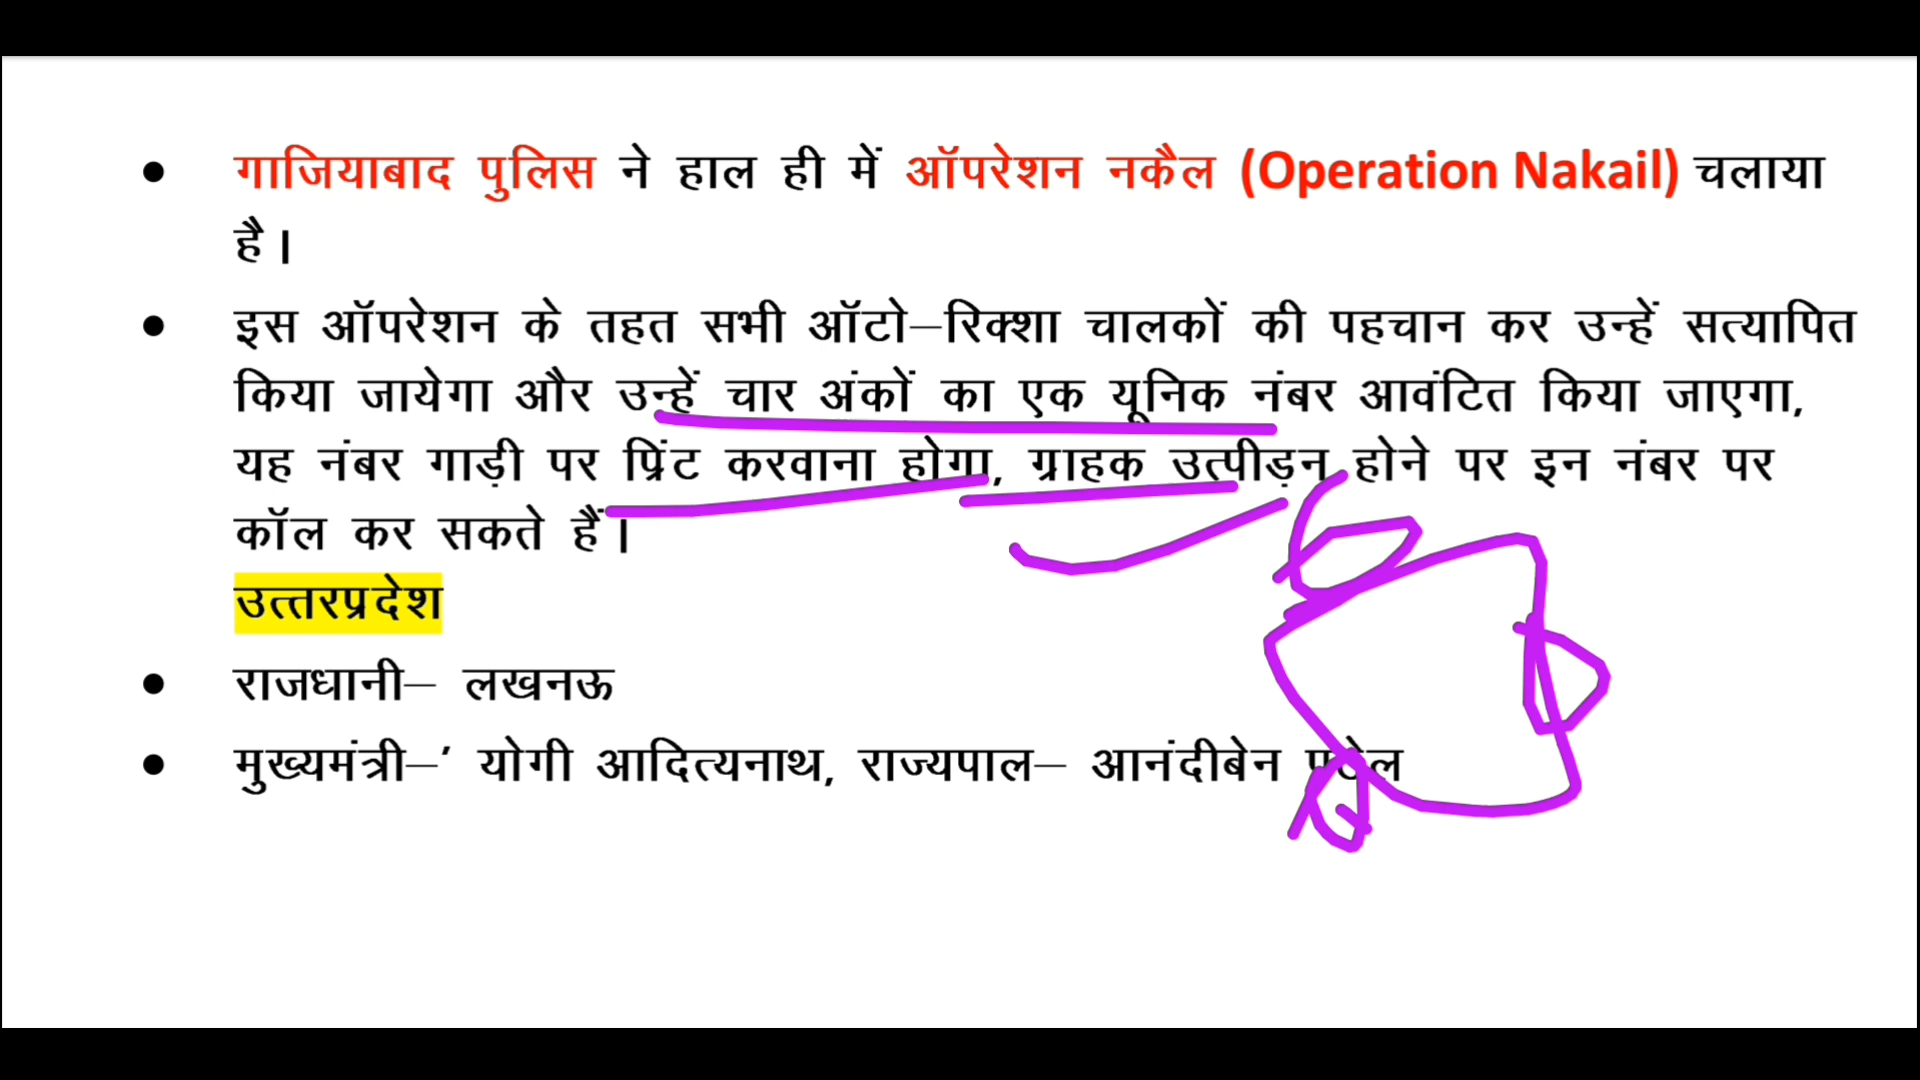 • गाजियाबाद पुलिस ने हाल ही में ऑपरेशन नकैल (Operation Nakail) चलाया
है।
• इस ऑपरेशन के तहत सभी ऑटो–रिक्शा चालकों की पहचान कर उन्हें सत्यापित
किया जायेगा और उन्हें चार अंकों का एक यूनिक नंबर आवंटित किया जाएगा,
यह नंबर गाड़ी पर प्रिंट करवाना होगा, ग्राहक उत्पीड़न होने पर इन नंबर पर
कॉल कर सकते हैं।
उत्तरप्रदेश
• राजधानी– लखनऊ
• मुख्यमंत्री–’ योगी आदित्यनाथ, राज्यपाल– आनंदीबेन पटेल